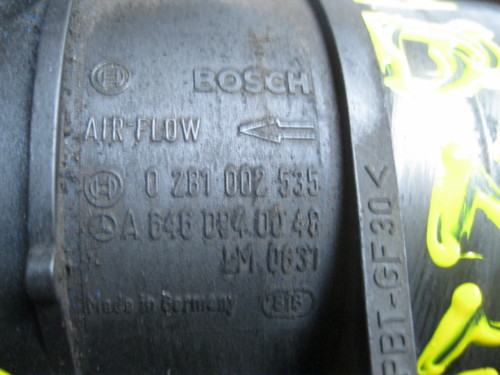 BOSCH
AIR FLOW
0 281 002 535
A 646 094 00 48
LM 0631
Made in Germany
PBT-GF30<